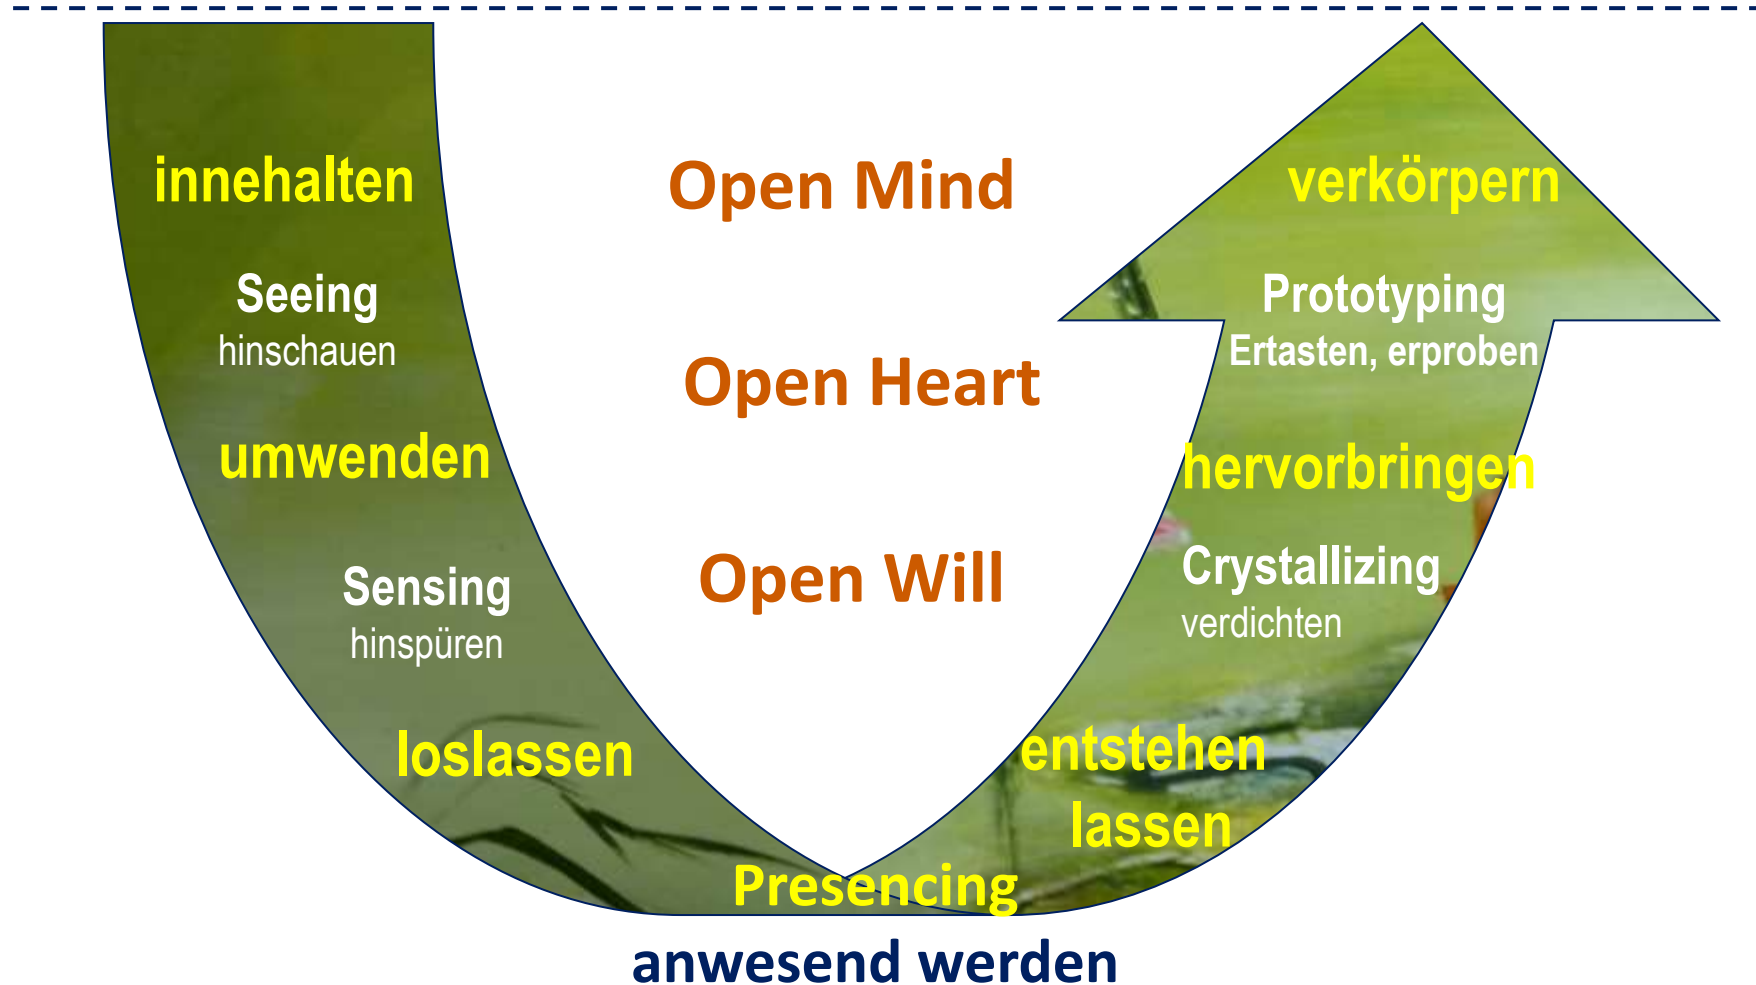 innehalten
Seeing
hinschauen
umwenden
Sensing
hinspüren
loslassen
Open Mind
Open Heart
Open Will
Presencing
anwesend werden
verkörpern
Prototyping
Ertasten, erproben
hervorbringen
Crystallizing
verdichten
entstehen
lassen